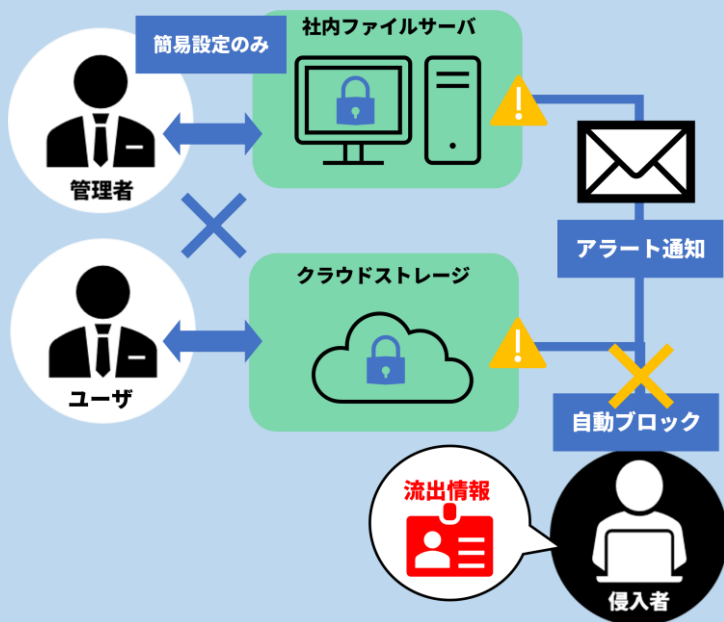 社内ファイルサーバ
簡易設定のみ
管理者
アラート通知
クラウドストレージ
ユーザ
自動ブロック
流出情報
侵入者